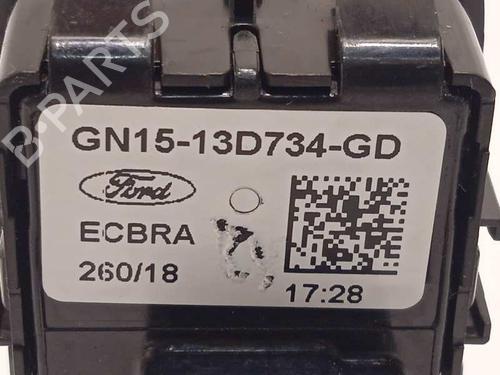 B-PARTS
GN15-13D734-GD
Ford
ECBRA
260/18
17:28